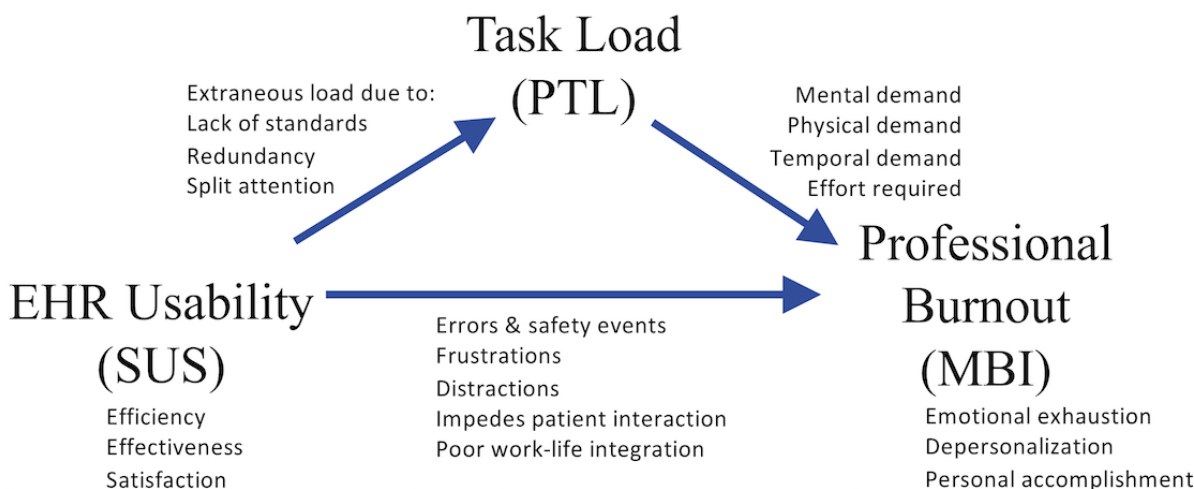 Task Load
(PTL)
Extraneous load due to:
Lack of standards
Redundancy
Split attention
Mental demand
Physical demand
Temporal demand
Effort required
EHR Usability
(SUS)
Efficiency
Effectiveness
Satisfaction
Errors & safety events
Frustrations
Distractions
Impedes patient interaction
Poor work-life integration
Professional
Burnout
(MBI)
Emotional exhaustion
Depersonalization
Personal accomplishment